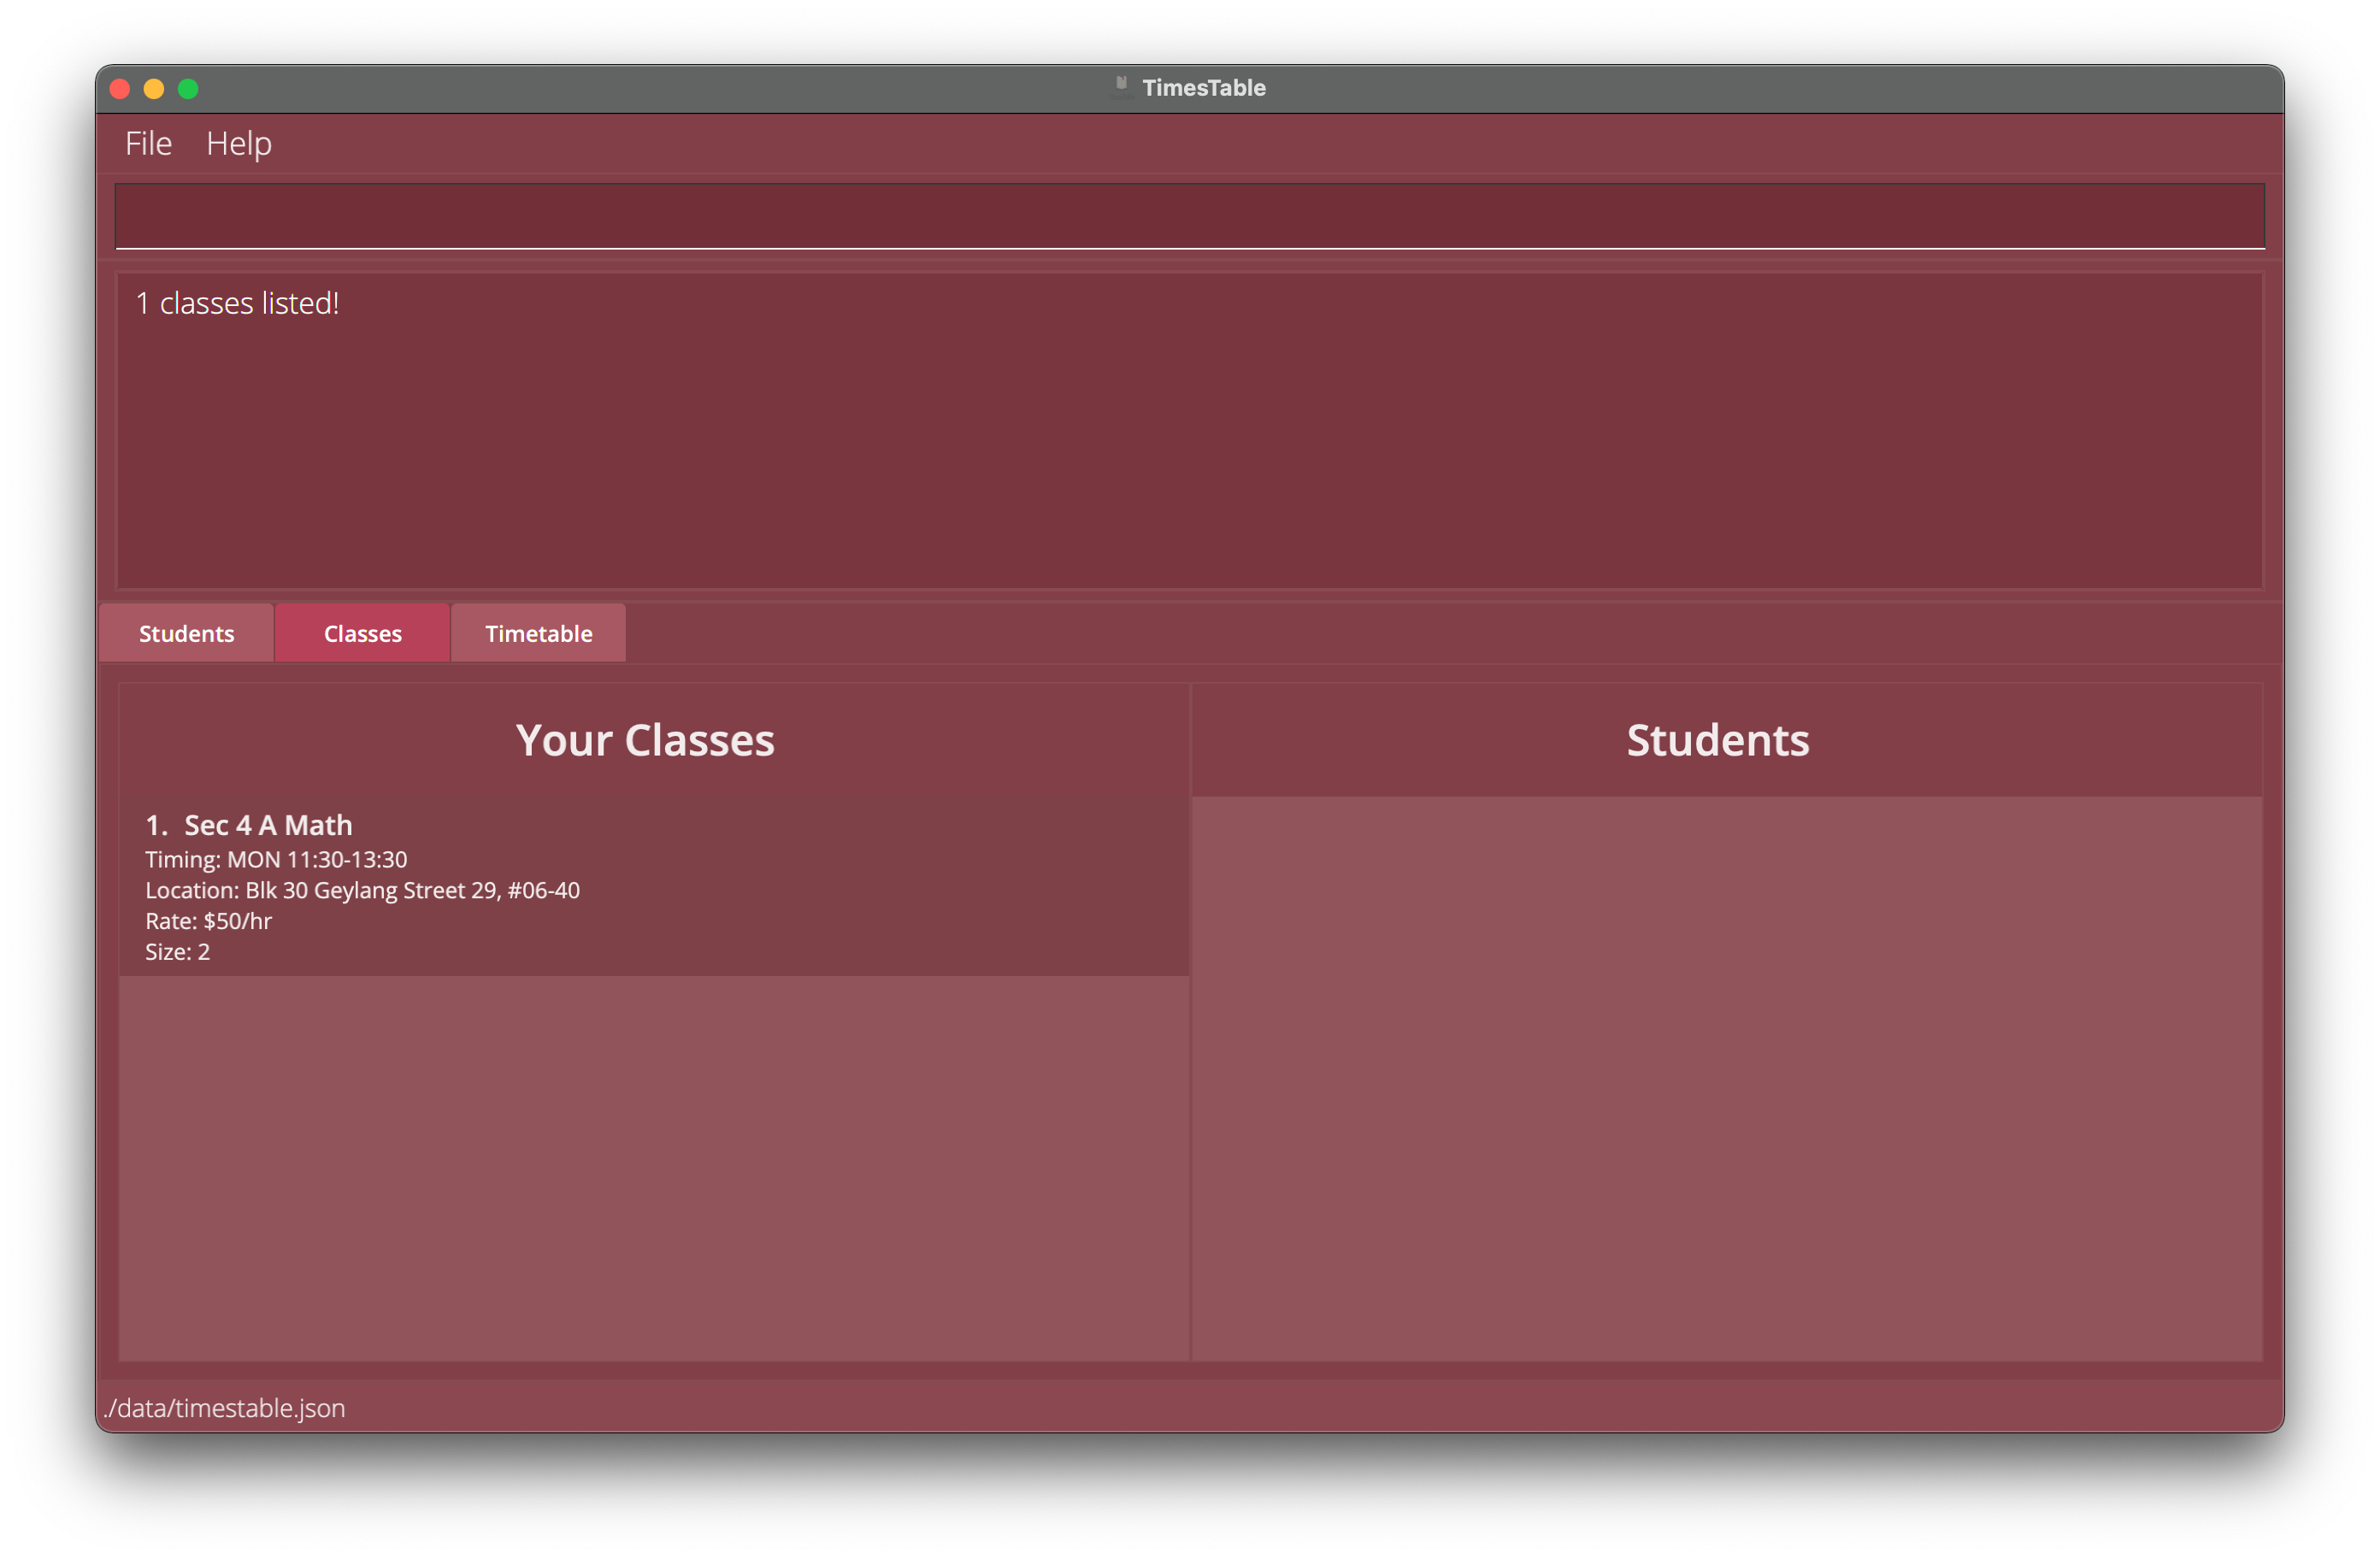 TimesTable
File Help
1 classes listed!
Students Classes Timetable
Your Classes
Students
1. Sec 4 A Math
Timing: MON 11:30-13:30
Location: Blk 30 Geylang Street 29, #06-40
Rate: $50/hr
Size: 2
./data/timestable.json